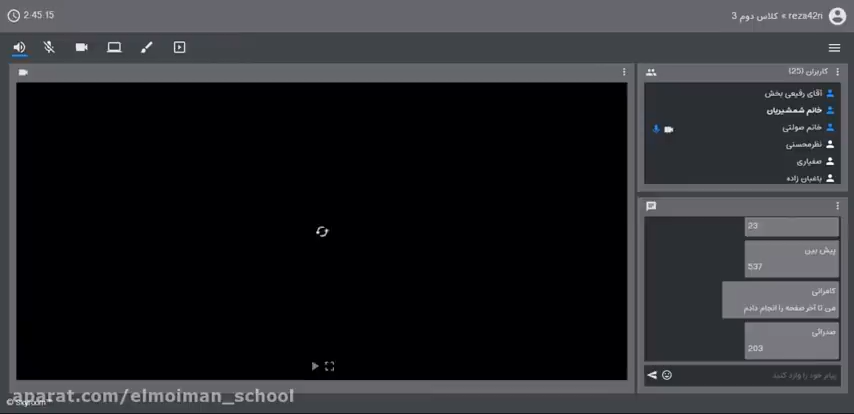 2:45:15
reza42n » کلاس دوم 3
کاربران (25)
آقای رفیعی بخش
خانم شمشیریان
خانم صولتی
نظرمحسنی
صفیاری
باغبان زاده
23
پیش بین
537
کامرانی
من تا آخر صفحه را انجام دادم
صدرائی
203
پیام خود را وارد کنید
aparat.com/elmoiman_school
© skyroom